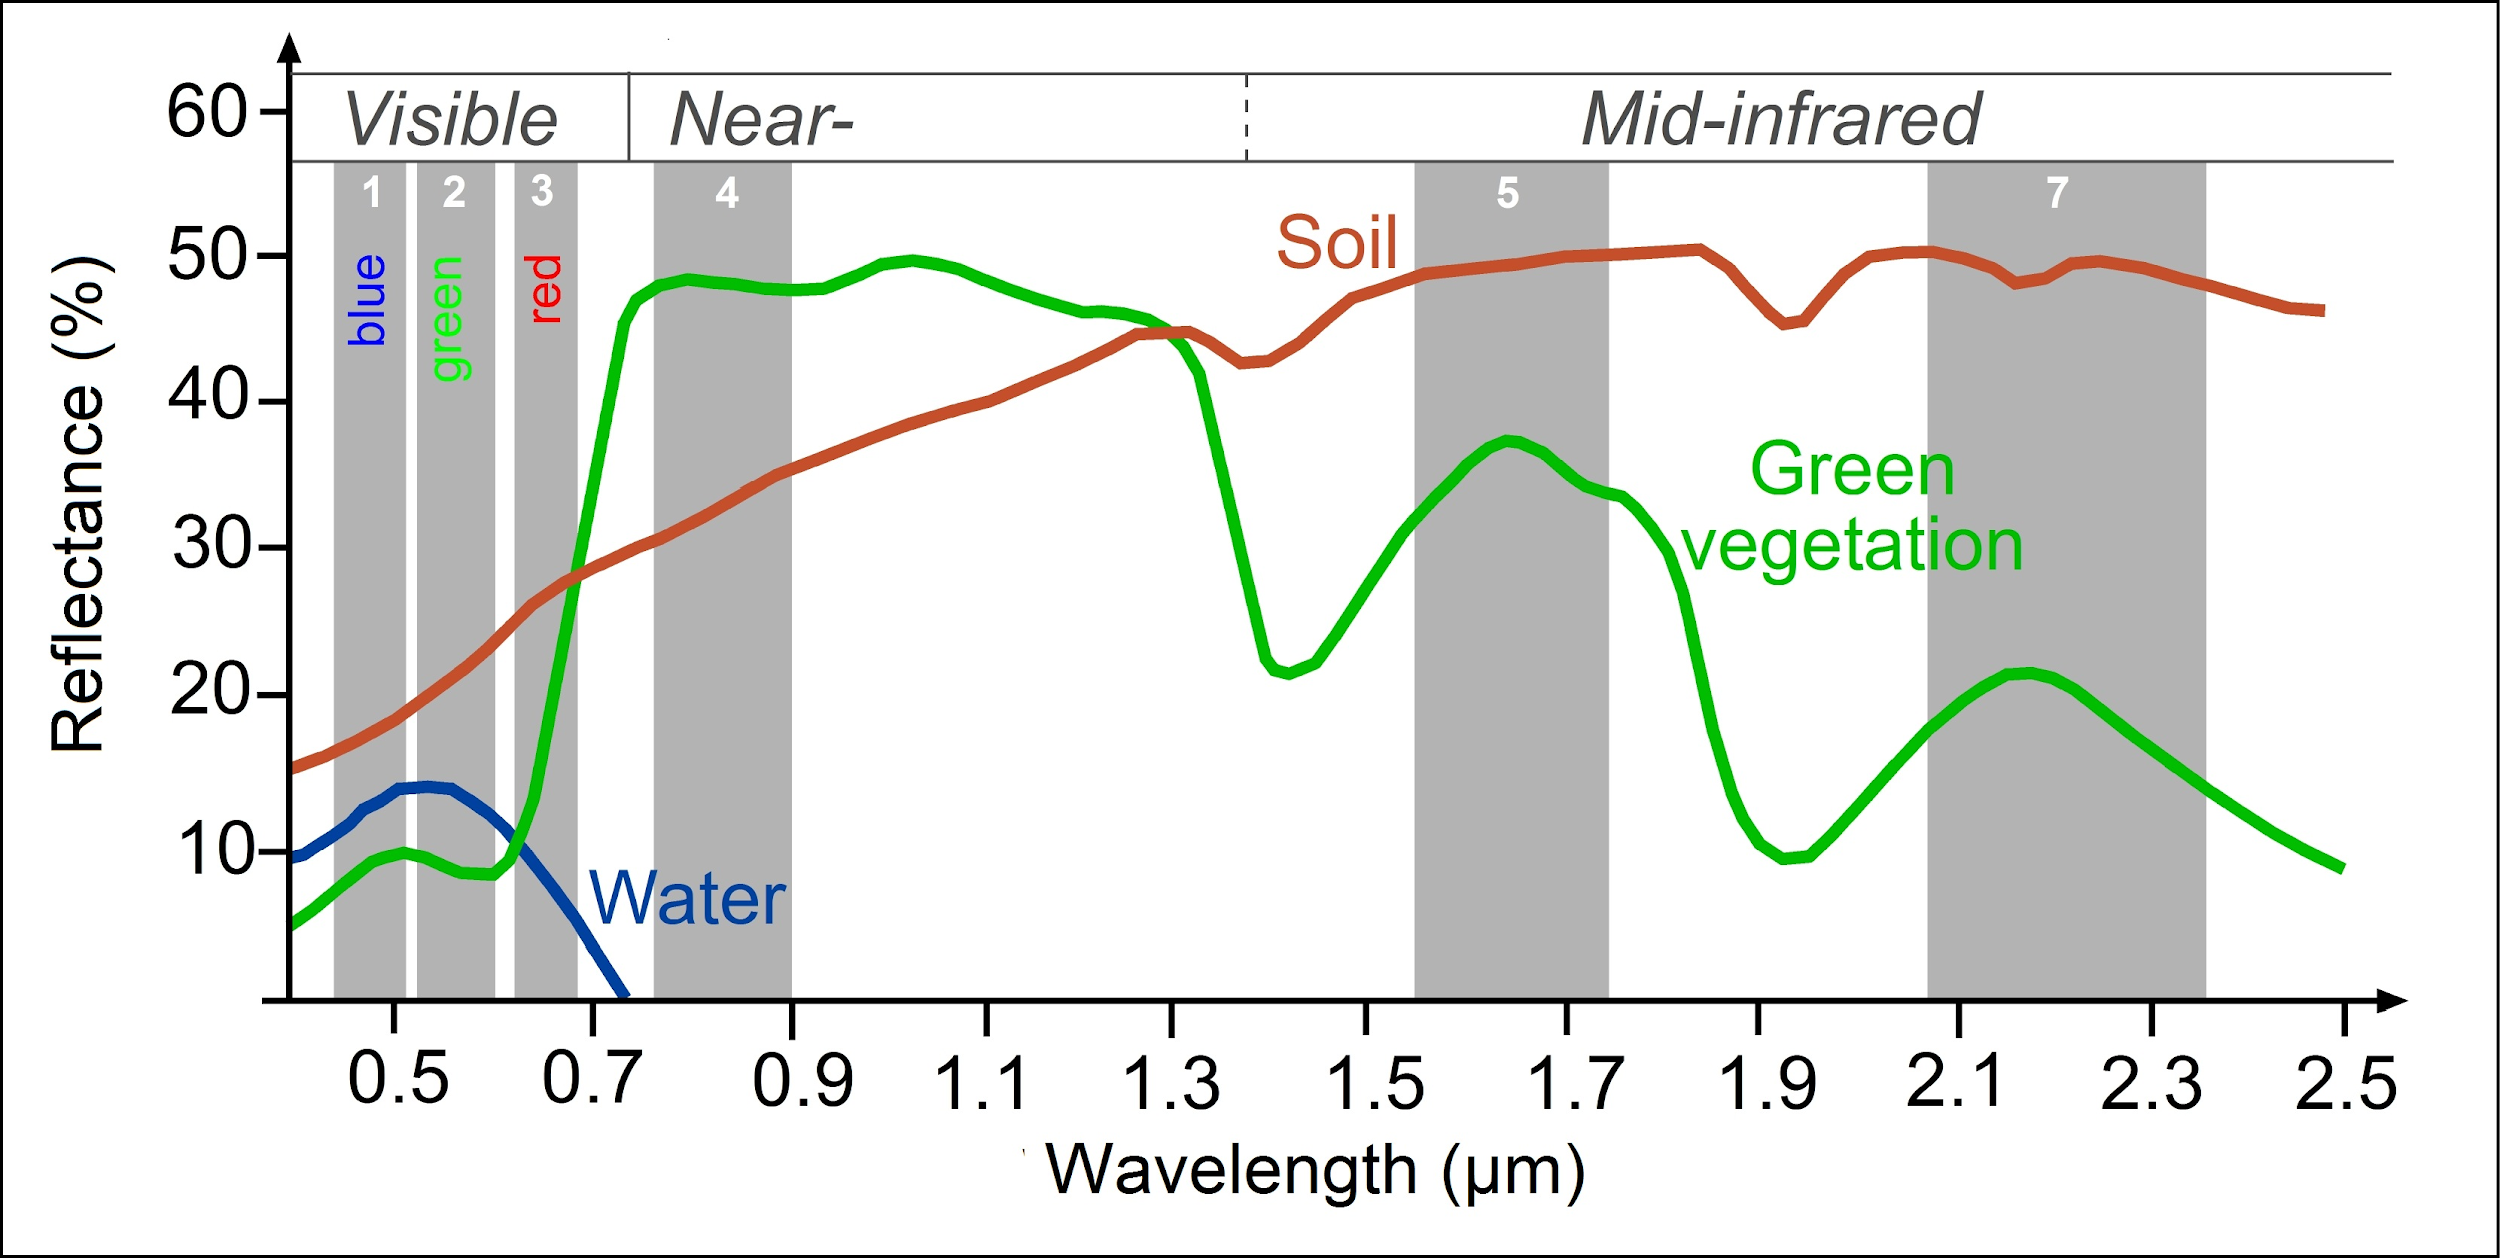 Visible Near- Mid-infrared
1 2 3 4 5 7
blue
green
red
Soil
Green
vegetation
Water
Reflectance (%)
60
50
40
30
20
10
0.5 0.7 0.9 1.1 1.3 1.5 1.7 1.9 2.1 2.3 2.5
Wavelength (µm)